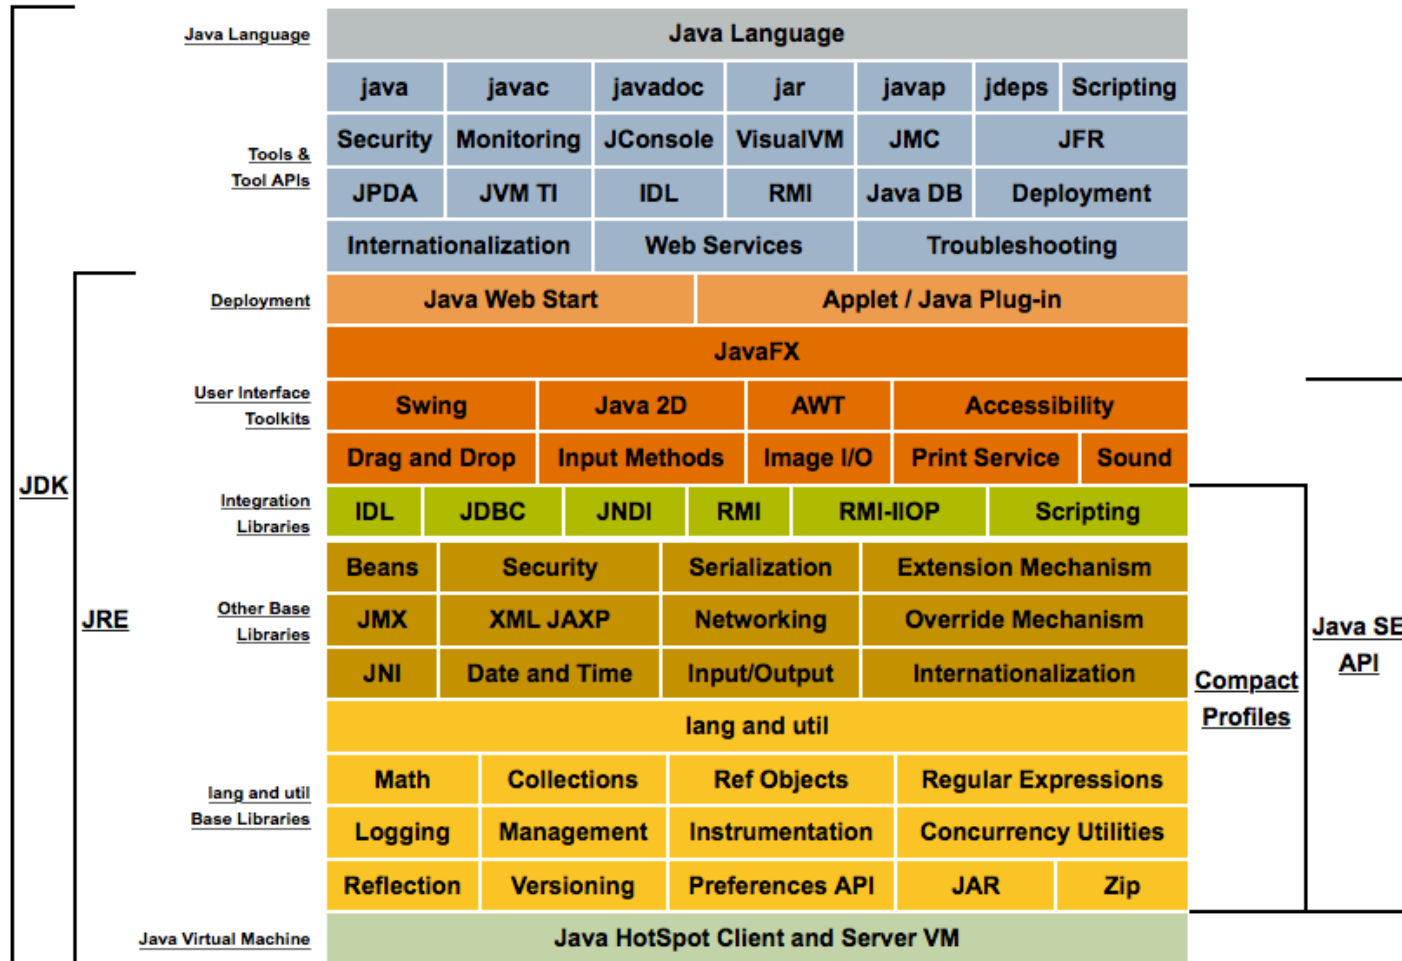 Java Language
Java Language
java javac javadoc jar javap jdeps Scripting
Security Monitoring JConsole VisualVM JMC JFR
Tools &
Tool APIs
JPDA JVM TI IDL RMI Java DB Deployment
Internationalization Web Services Troubleshooting
Deployment
Java Web Start Applet / Java Plug-in
JavaFX
User Interface
Toolkits
Swing Java 2D AWT Accessibility
Drag and Drop Input Methods Image I/O Print Service Sound
JDK
Integration
Libraries
IDL JDBC JNDI RMI RMI-IIOP Scripting
Beans Security Serialization Extension Mechanism
JRE
Other Base
Libraries
JMX XML JAXP Networking Override Mechanism
Java SE
API
JNI Date and Time Input/Output Internationalization
Compact
Profiles
lang and util
Math Collections Ref Objects Regular Expressions
lang and util
Base Libraries
Logging Management Instrumentation Concurrency Utilities
Reflection Versioning Preferences API JAR Zip
Java Virtual Machine
Java HotSpot Client and Server VM